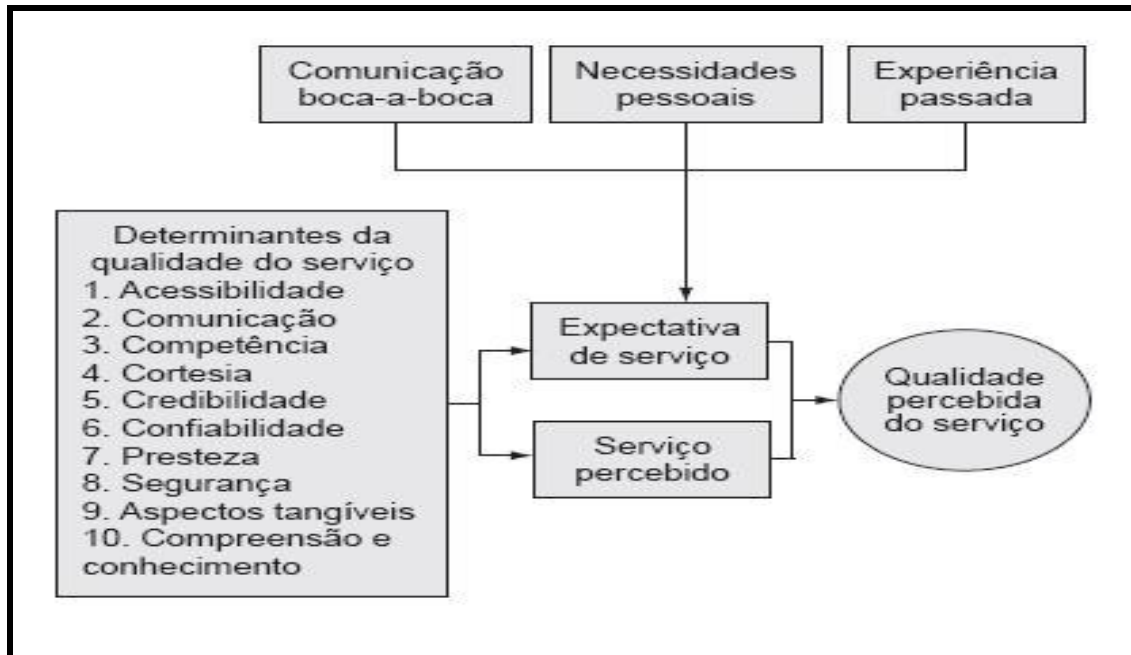 Comunicação
boca-a-boca
Necessidades
pessoais
Experiência
passada
Determinantes da
qualidade do serviço
1. Acessibilidade
2. Comunicação
3. Competência
4. Cortesia
5. Credibilidade
6. Confiabilidade
7. Presteza
8. Segurança
9. Aspectos tangíveis
10. Compreensão e
conhecimento
Expectativa
de serviço
Serviço
percebido
Qualidade
percebida
do serviço